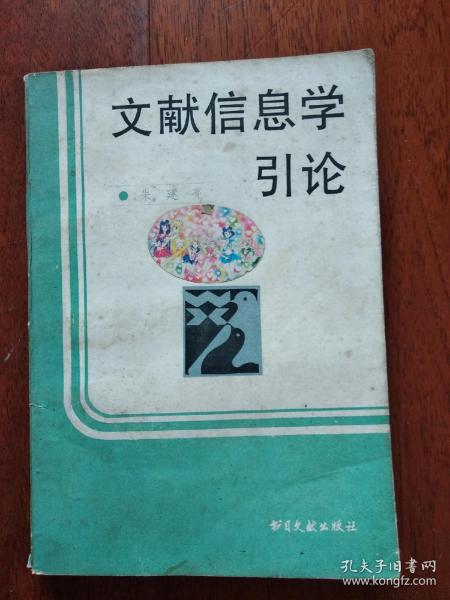 文献信息学
引论
朱建亮
书目文献出版社
孔夫子旧书网
www.kongfz.com